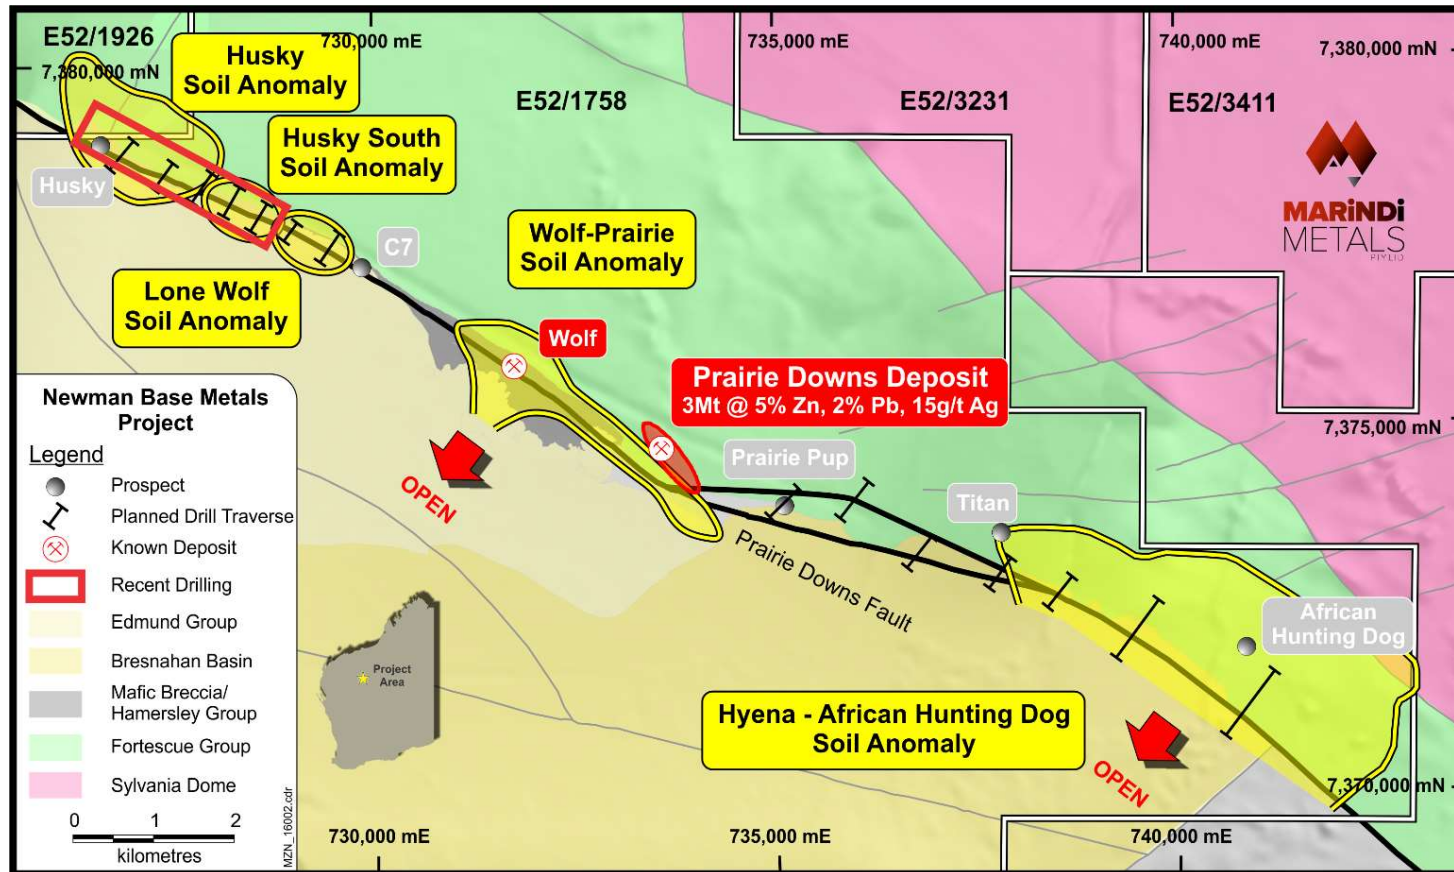 E52/1926
730,000 mE
735,000 mE
740,000 mE
7,380,000 mN
7,380,000 mN
Husky
Soil Anomaly
E52/1758
E52/3231
E52/3411
Husky South
Soil Anomaly
MARiNDi
METALS
PTY LTD
Husky
C7
Wolf-Prairie
Soil Anomaly
Lone Wolf
Soil Anomaly
Wolf
Prairie Downs Deposit
3Mt @ 5% Zn, 2% Pb, 15g/t Ag
7,375,000 mN
Prairie Pup
OPEN
Titan
Prairie Downs Fault
African
Hunting Dog
Hyena - African Hunting Dog
Soil Anomaly
OPEN
7,370,000 mN
Newman Base Metals
Project
Legend
Prospect
Planned Drill Traverse
Known Deposit
Recent Drilling
Edmund Group
Bresnahan Basin
Mafic Breccia/
Hamersley Group
Fortescue Group
Sylvania Dome
0 1 2
kilometres
MZN_16002.cdr
Project
Area
730,000 mE
735,000 mE
740,000 mE